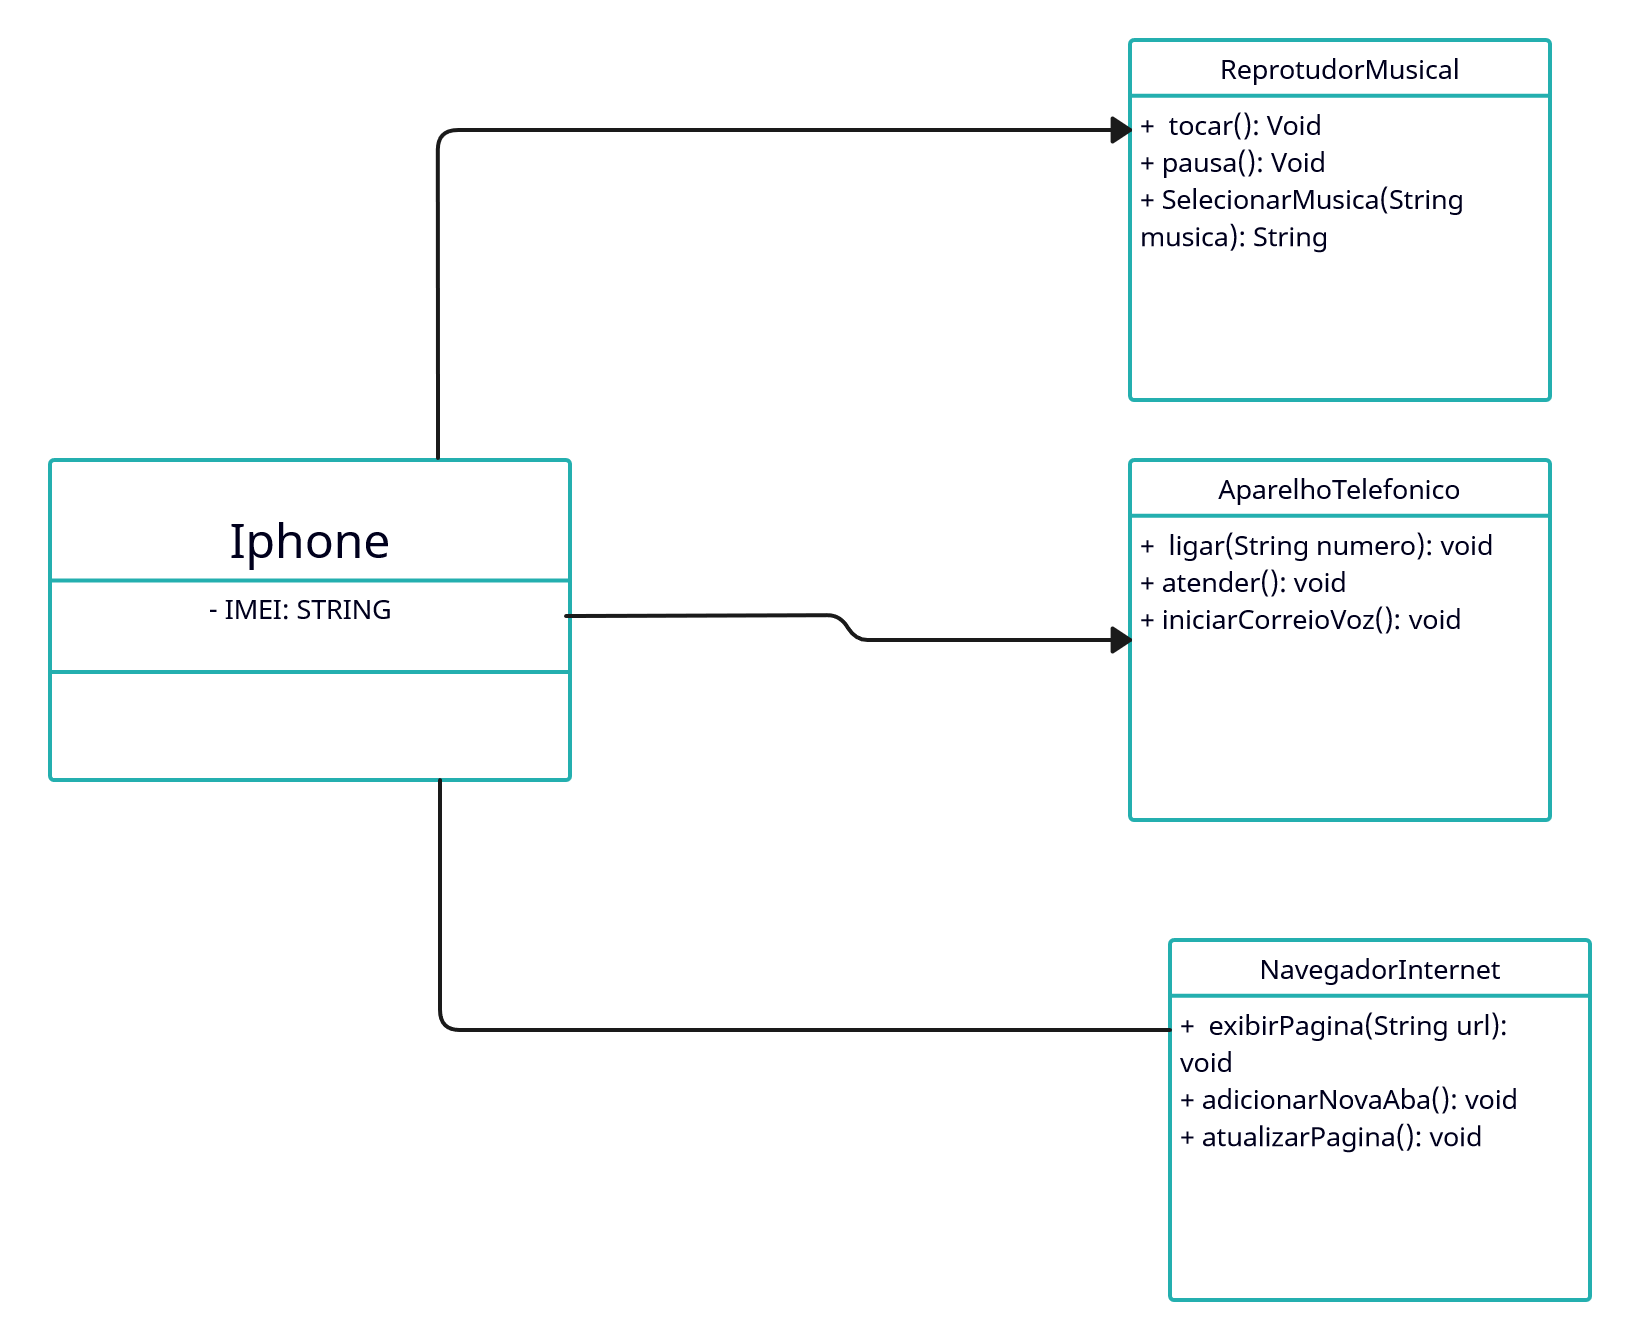 ReprotudorMusical
+  tocar(): Void
+ pausa(): Void
+ SelecionarMusica(String
musica): String
Iphone
- IMEI: STRING
AparelhoTelefonico
+  ligar(String numero): void
+ atender(): void
+ iniciarCorreioVoz(): void
NavegadorInternet
+  exibirPagina(String url):
void
+ adicionarNovaAba(): void
+ atualizarPagina(): void